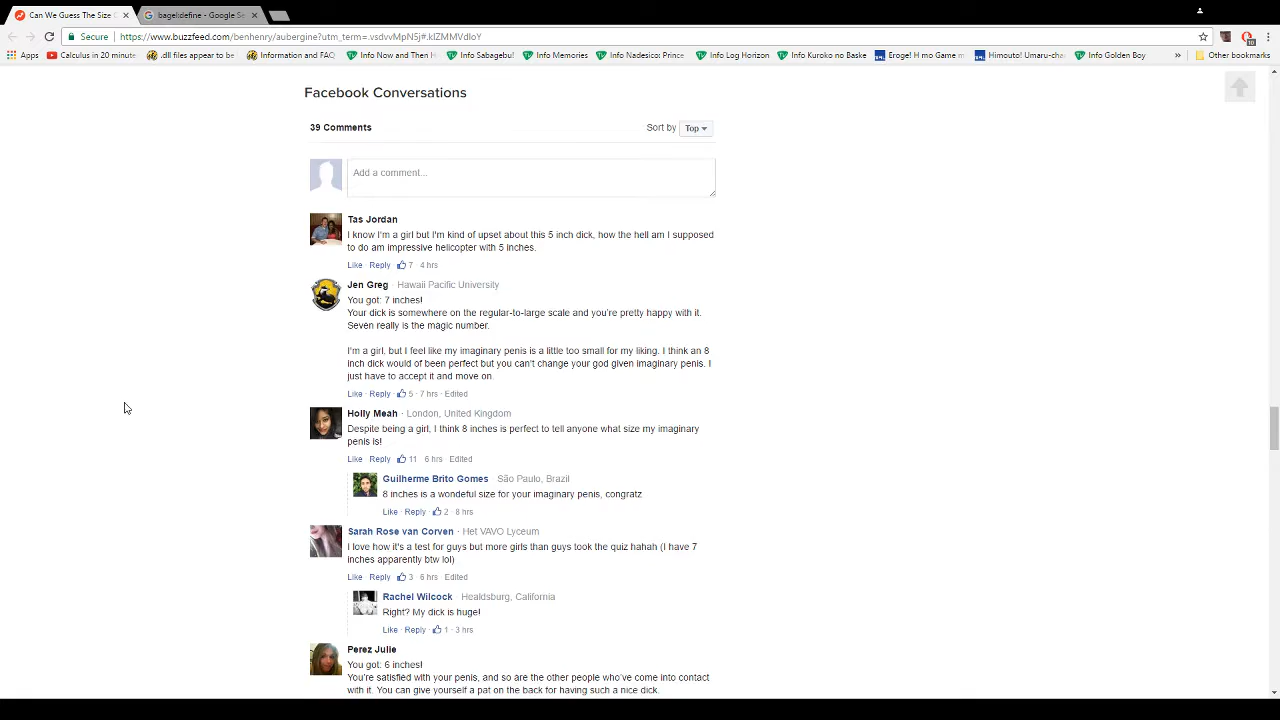 Can We Guess The Size
bagel:define - Google Se
Secure
https://www.buzzfeed.com/benhenry/aubergine?utm_term=.vsdvvMpN5j#.klZMMVdloY
Apps
Calculus in 20 minute
.dll files appear to be
Information and FAQ
Info Now and Then H
Info Sabagebu!
Info Memories
Info Nadesico: Prince
Info Log Horizon
Info Kuroko no Baske
Eroge! H mo Game m
Himouto! Umaru-cha
Info Golden Boy
»
Other bookmarks
Facebook Conversations
39 Comments
Sort by Top
Add a comment...
Tas Jordan
I know I'm a girl but I'm kind of upset about this 5 inch dick, how the hell am I supposed
to do am impressive helicopter with 5 inches.
Like · Reply · 7 · 4 hrs
Jen Greg · Hawaii Pacific University
You got: 7 inches!
Your dick is somewhere on the regular-to-large scale and you're pretty happy with it.
Seven really is the magic number.
I'm a girl, but I feel like my imaginary penis is a little too small for my liking. I think an 8
inch dick would of been perfect but you can't change your god given imaginary penis. I
just have to accept it and move on.
Like · Reply · 5 · 7 hrs · Edited
Holly Meah · London, United Kingdom
Despite being a girl, I think 8 inches is perfect to tell anyone what size my imaginary
penis is!
Like · Reply · 11 · 6 hrs · Edited
Guilherme Brito Gomes · São Paulo, Brazil
8 inches is a wondeful size for your imaginary penis, congratz
Like · Reply · 2 · 8 hrs
Sarah Rose van Corven · Het VAVO Lyceum
I love how it's a test for guys but more girls than guys took the quiz hahah (I have 7
inches apparently btw lol)
Like · Reply · 3 · 6 hrs · Edited
Rachel Wilcock · Healdsburg, California
Right? My dick is huge!
Like · Reply · 1 · 3 hrs
Perez Julie
You got: 6 inches!
You're satisfied with your penis, and so are the other people who've come into contact
with it. You can give yourself a pat on the back for having such a nice dick.